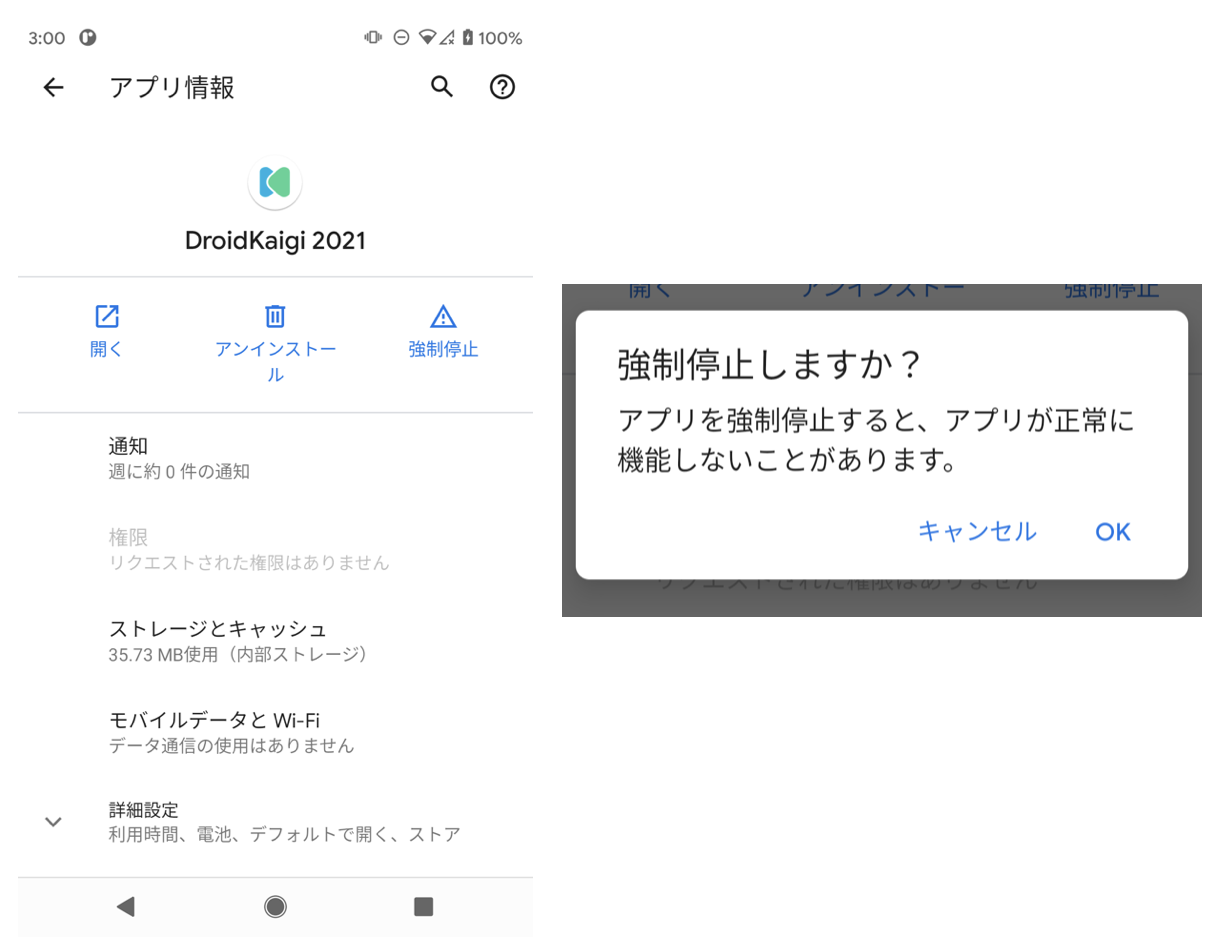 3:00
100%
アプリ情報
DroidKaigi 2021
開く
アンインストー
ル
強制停止
通知
週に約 0 件の通知
権限
リクエストされた権限はありません
ストレージとキャッシュ
35.73 MB使用（内部ストレージ）
モバイルデータと Wi-Fi
データ通信の使用はありません
詳細設定
利用時間、電池、デフォルトで開く、ストア
開く
アンインストー
強制停止
強制停止しますか？
アプリを強制停止すると、アプリが正常に
機能しないことがあります。
キャンセル
OK
リクエストされた権限はありません